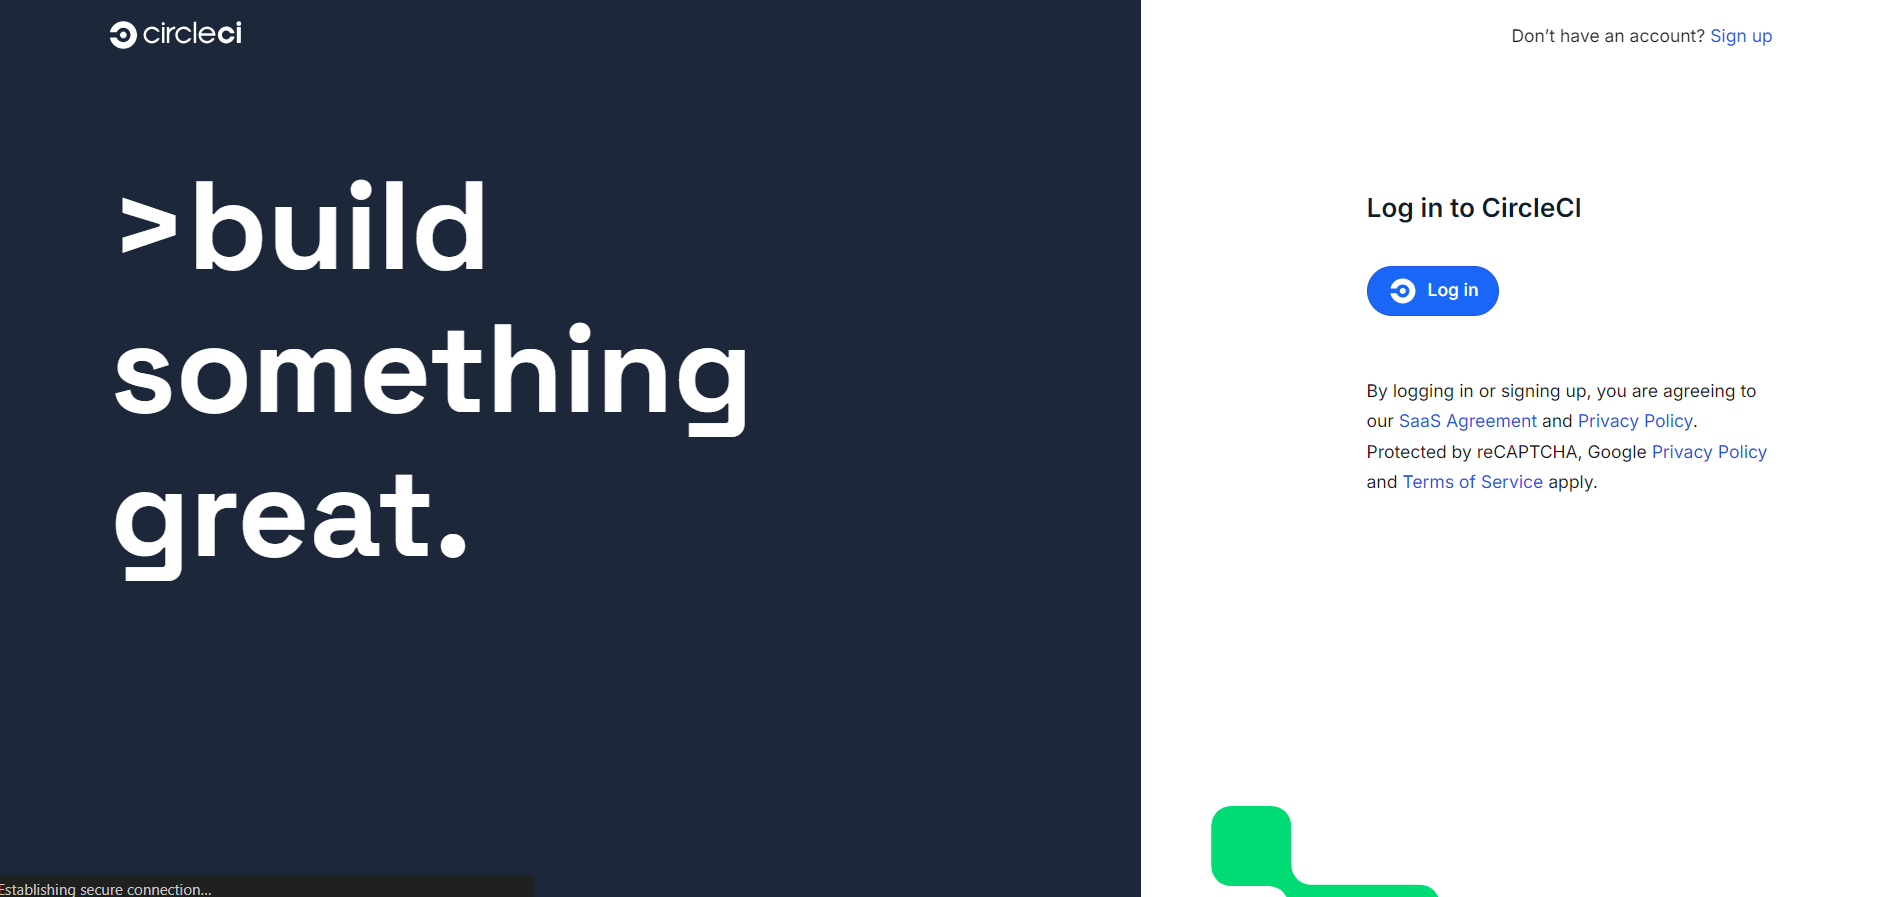 circleci
Don’t have an account? Sign up
>build
something
great.
Log in to CircleCI
Log in
By logging in or signing up, you are agreeing to
our SaaS Agreement and Privacy Policy.
Protected by reCAPTCHA, Google Privacy Policy
and Terms of Service apply.
Establishing secure connection...